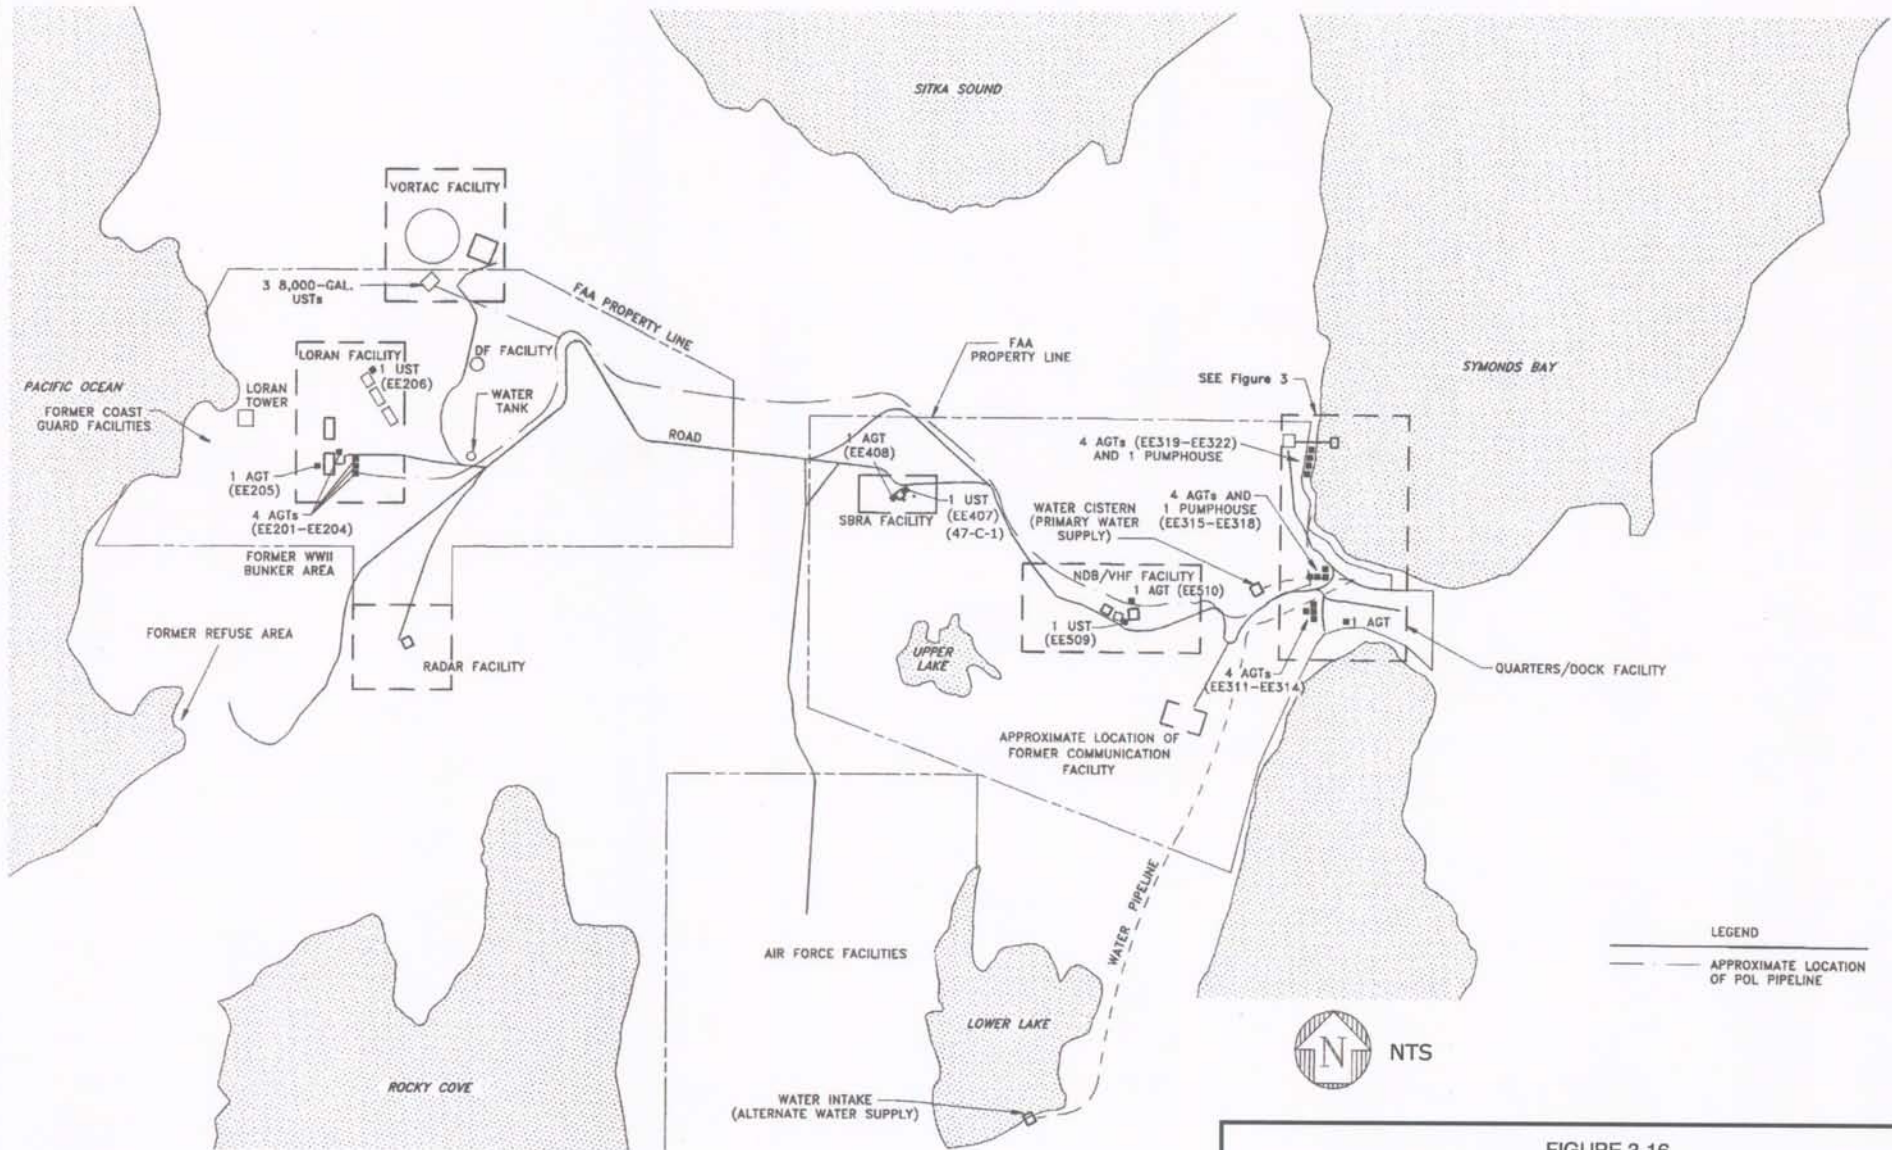 SITKA SOUND
VORTAC FACILITY
3 8,000-GAL.
USTs
FAA PROPERTY LINE
LORAN FACILITY
1 UST
(EE206)
DF FACILITY
PACIFIC OCEAN
LORAN
TOWER
FORMER COAST
GUARD FACILITIES
WATER
TANK
ROAD
FAA
PROPERTY LINE
SEE Figure 3
SYMONDS BAY
1 AGT
(EE205)
4 AGTs
(EE201-EE204)
FORMER WWII
BUNKER AREA
1 AGT
(EE408)
SBRA FACILITY
1 UST
(EE407)
(47-C-1)
4 AGTs (EE319-EE322)
AND 1 PUMPHOUSE
4 AGTs AND
1 PUMPHOUSE
(EE315-EE318)
WATER CISTERN
(PRIMARY WATER
SUPPLY)
NDB/VHF FACILITY
1 AGT (EE510)
1 UST
(EE509)
FORMER REFUSE AREA
RADAR FACILITY
UPPER
LAKE
1 AGT
4 AGTs
(EE311-EE314)
QUARTERS/DOCK FACILITY
APPROXIMATE LOCATION OF
FORMER COMMUNICATION
FACILITY
WATER PIPELINE
AIR FORCE FACILITIES
LOWER LAKE
ROCKY COVE
WATER INTAKE
(ALTERNATE WATER SUPPLY)
LEGEND
APPROXIMATE LOCATION
OF POL PIPELINE
N
NTS